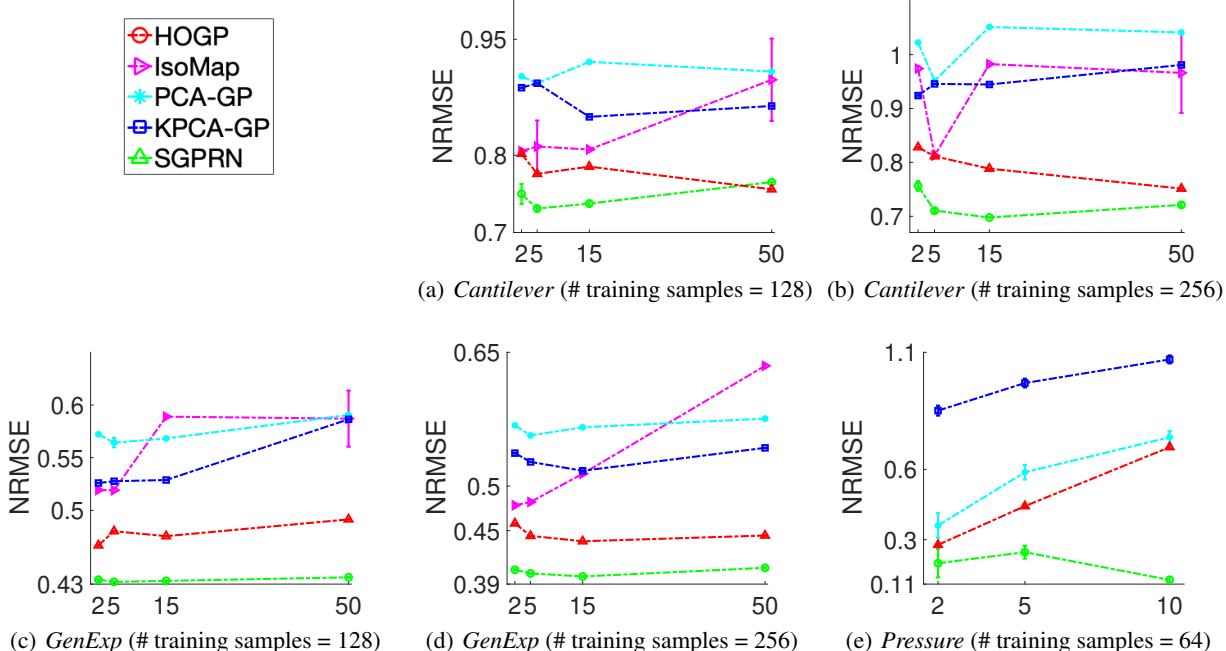 HOGP
IsoMap
PCA-GP
KPCA-GP
SGPRN
NRMSE
0.95
0.8
0.7
2 5 15 50
(a) Cantilever (# training samples = 128)
NRMSE
1
0.9
0.8
0.7
2 5 15 50
(b) Cantilever (# training samples = 256)
NRMSE
0.6
0.55
0.5
0.43
2 5 15 50
(c) GenExp (# training samples = 128)
NRMSE
0.65
0.5
0.45
0.39
2 5 15 50
(d) GenExp (# training samples = 256)
NRMSE
1.1
0.6
0.3
0.11
2 5 10
(e) Pressure (# training samples = 64)